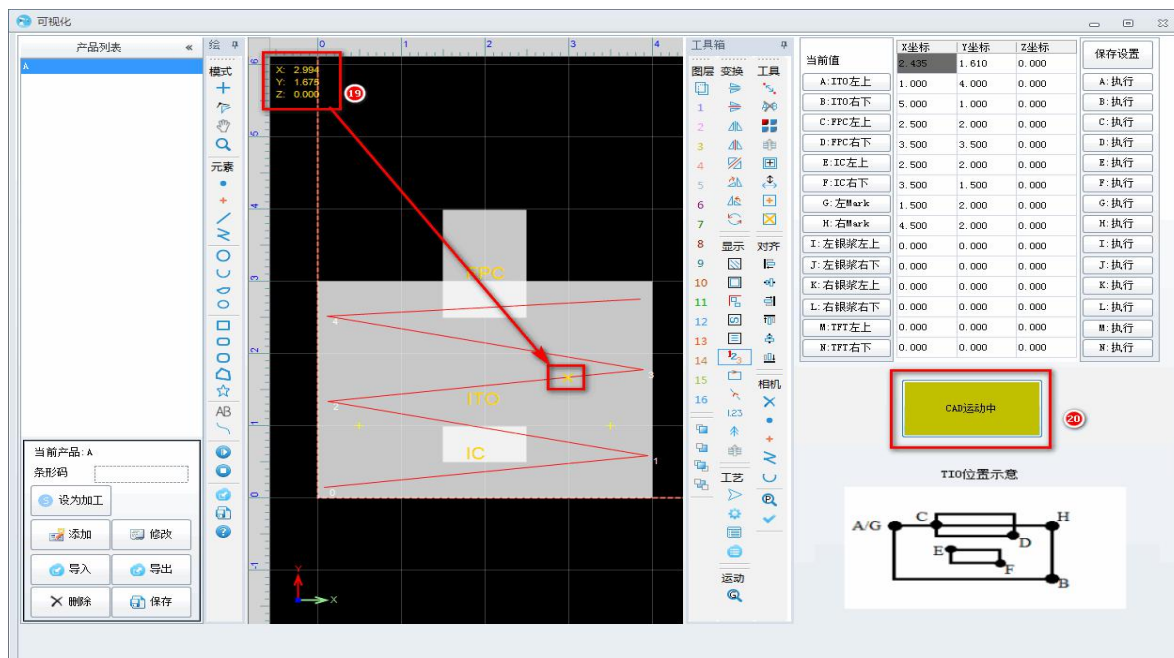 可视化
产品列表
«
A
当前产品: A
条形码
设为加工
添加
修改
导入
导出
删除
保存
绘
模式
元素
AB
0
1
2
3
4
6
5
4
3
2
1
0
-1
X: 2.994
Y: 1.675
Z: 0.000
19
FPC
ITO
IC
0
1
2
3
4
Y
X
工具箱
图层
变换
工具
1
2
3
4
5
6
7
8
9
10
11
12
13
14
15
16
显示
对齐
123
1.23
相机
工艺
运动
X坐标 Y坐标 Z坐标
保存设置
当前值 2.435 1.610 0.000
A:ITO左上 1.000 4.000 0.000 A:执行
B:ITO右下 5.000 1.000 0.000 B:执行
C:FPC左上 2.500 2.000 0.000 C:执行
D:FPC右下 3.500 3.500 0.000 D:执行
E:IC左上 2.500 2.000 0.000 E:执行
F:IC右下 3.500 1.500 0.000 F:执行
G:左Mark 1.500 2.000 0.000 G:执行
H:右Mark 4.500 2.000 0.000 H:执行
I:左银浆左上 0.000 0.000 0.000 I:执行
J:左银浆右下 0.000 0.000 0.000 J:执行
K:右银浆左上 0.000 0.000 0.000 K:执行
L:右银浆右下 0.000 0.000 0.000 L:执行
M:TFT左上 0.000 0.000 0.000 M:执行
N:TFT右下 0.000 0.000 0.000 N:执行
CAD运动中
20
TIO位置示意
A/G
C
H
D
E
F
B